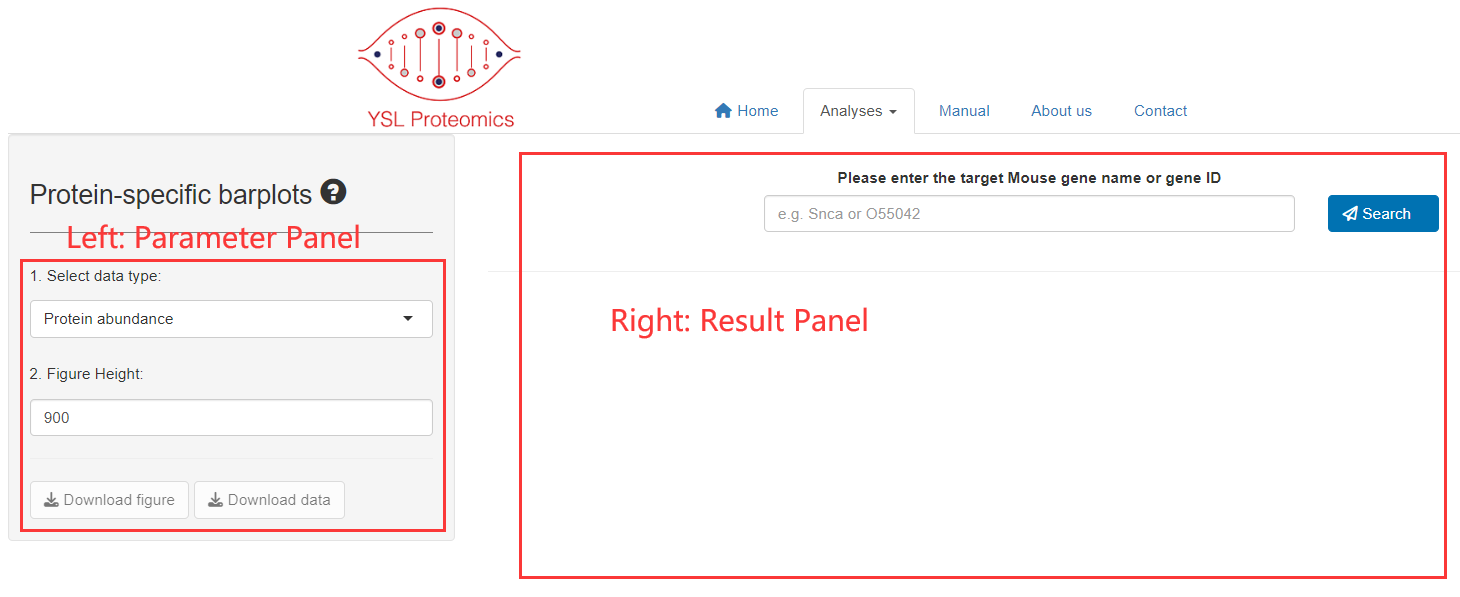 YSL Proteomics
Home
Analyses
Manual
About us
Contact
Protein-specific barplots ?
Left: Parameter Panel
1. Select data type:
Protein abundance
2. Figure Height:
900
Download figure
Download data
Please enter the target Mouse gene name or gene ID
e.g. Snca or O55042
Search
Right: Result Panel